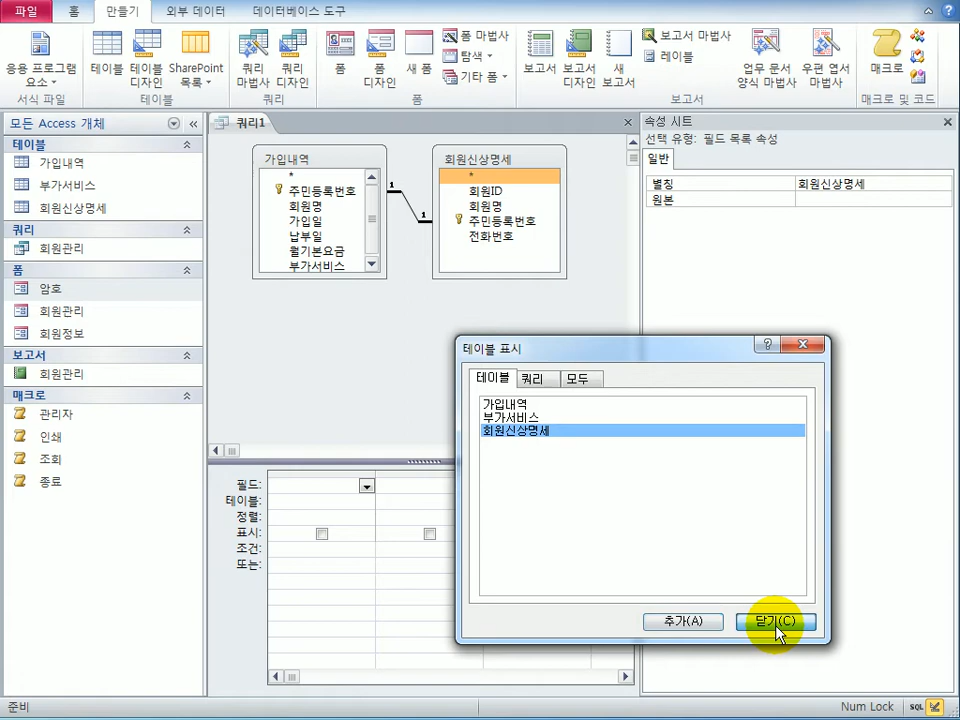 파일 홈 만들기 외부 데이터 데이터베이스 도구
응용 프로그램 요소
서식 파일
테이블
테이블 디자인
SharePoint 목록
테이블
쿼리 마법사
쿼리 디자인
쿼리
폼
폼 디자인
새 폼
폼 마법사
탐색
기타 폼
폼
보고서
보고서 디자인
새 보고서
보고서 마법사
레이블
업무 문서 양식 마법사
우편 엽서 마법사
보고서
매크로
매크로 및 코드
모든 Access 개체
테이블
가입내역
부가서비스
회원신상명세
쿼리
회원관리
폼
암호
회원관리
회원정보
보고서
회원관리
매크로
관리자
인쇄
조회
종료
쿼리1
가입내역
*
주민등록번호
회원명
가입일
납부일
월기본요금
부가서비스
1
1
회원신상명세
*
회원ID
회원명
주민등록번호
전화번호
필드:
테이블:
정렬:
표시:
조건:
또는:
속성 시트
선택 유형: 필드 목록 속성
일반
별칭 회원신상명세
원본
테이블 표시
테이블 쿼리 모두
가입내역
부가서비스
회원신상명세
추가(A) 닫기(C)
준비 Num Lock SQL